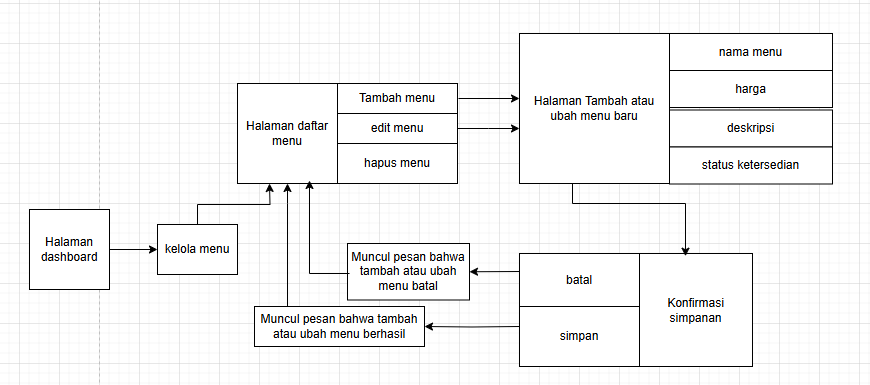 Halaman
dashboard
kelola menu
Halaman daftar
menu
Tambah menu
edit menu
hapus menu
Halaman Tambah atau
ubah menu baru
nama menu
harga
deskripsi
status ketersedian
Konfirmasi
simpanan
batal
simpan
Muncul pesan bahwa
tambah atau ubah
menu batal
Muncul pesan bahwa tambah
atau ubah menu berhasil